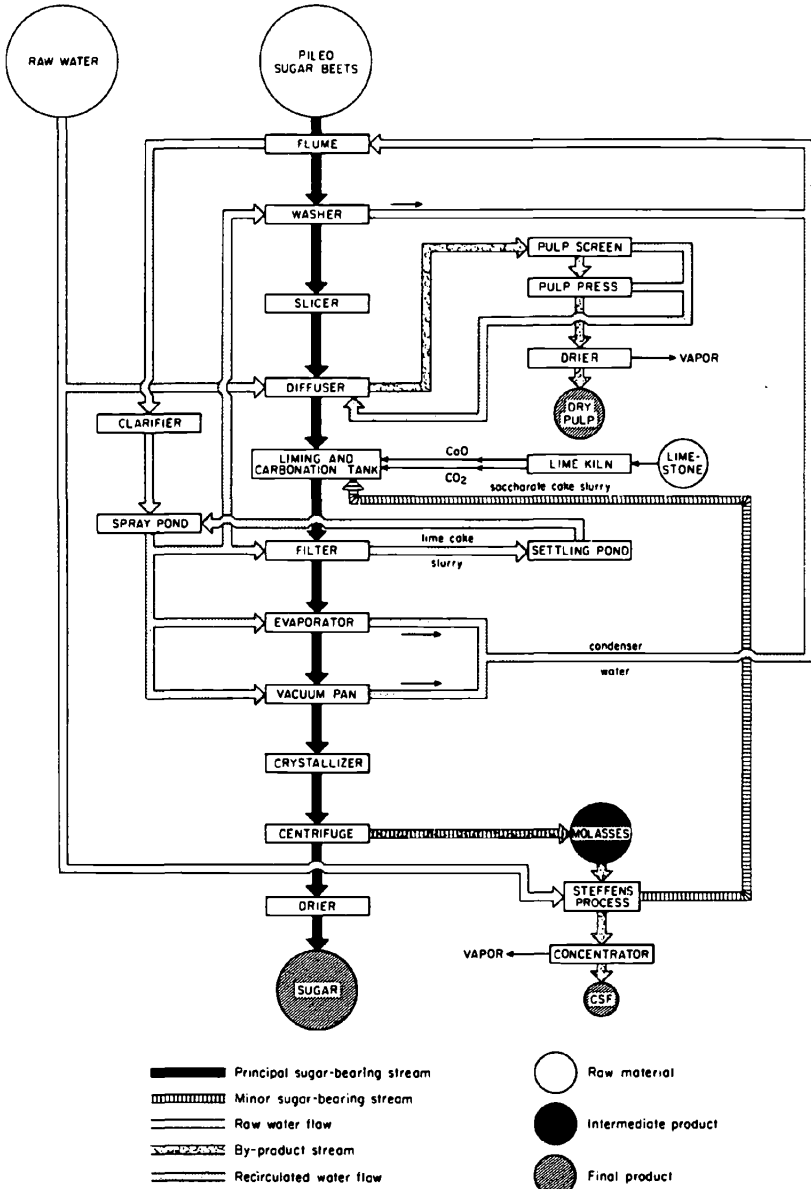 RAW WATER
PILED
SUGAR BEETS
FLUME
WASHER
PULP SCREEN
PULP PRESS
SLICER
DRIER
VAPOR
DIFFUSER
DRY
PULP
CLARIFIER
LIMING AND
CARBONATION TANK
CaO
CO2
LIME KILN
LIME-
STONE
saccharate cake slurry
SPRAY POND
FILTER
lime cake
slurry
SETTLING POND
EVAPORATOR
condenser
water
VACUUM PAN
CRYSTALLIZER
CENTRIFUGE
MOLASSES
STEFFENS
PROCESS
DRIER
VAPOR
CONCENTRATOR
SUGAR
CSF
Principal sugar-bearing stream
Minor sugar-bearing stream
Raw water flow
By-product stream
Recirculated water flow
Raw material
Intermediate product
Final product